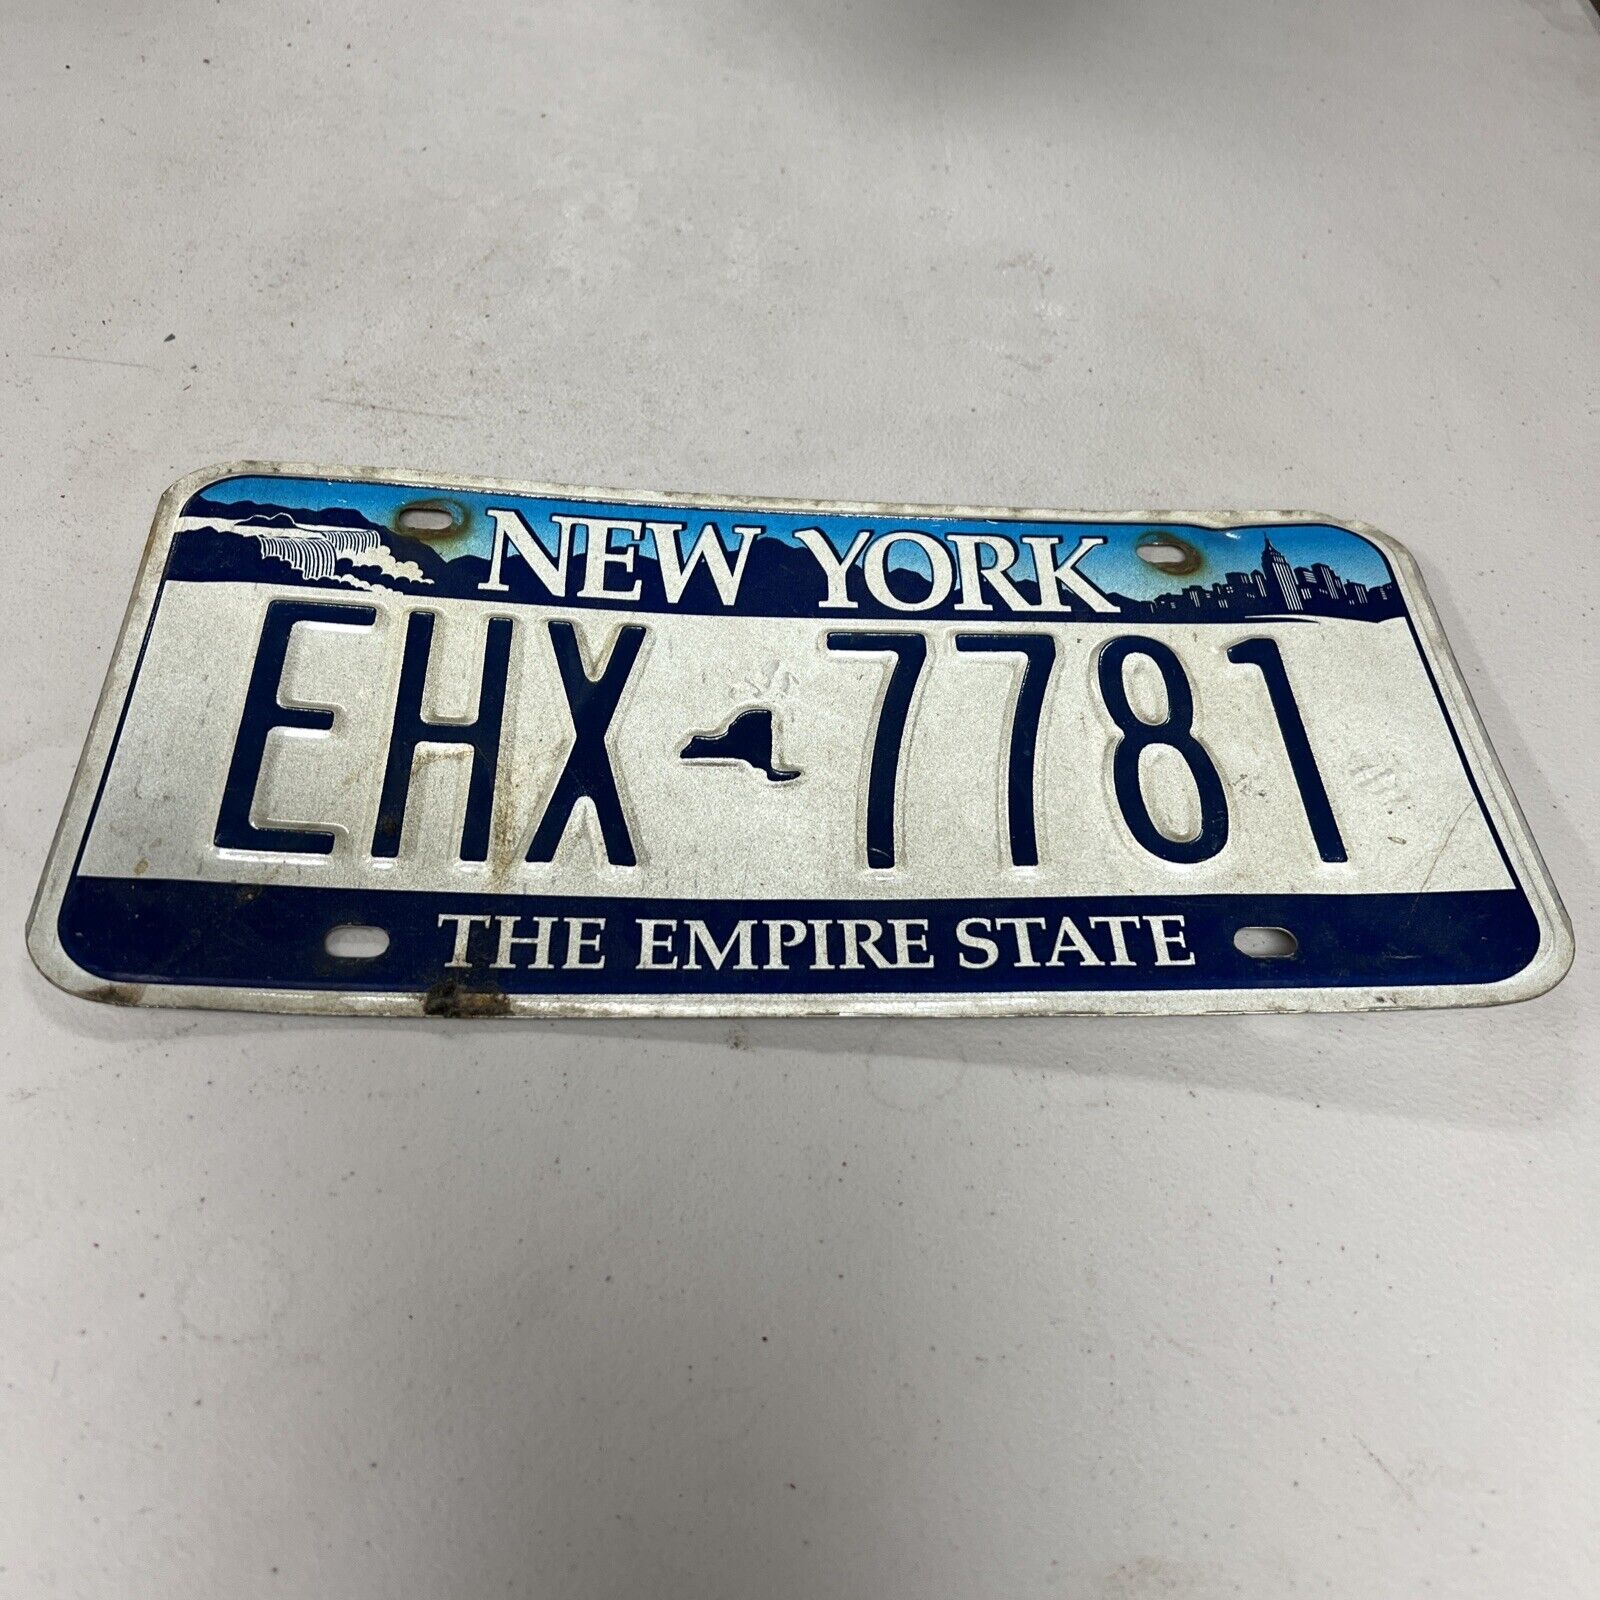 NEW YORK
EHX 7781
THE EMPIRE STATE